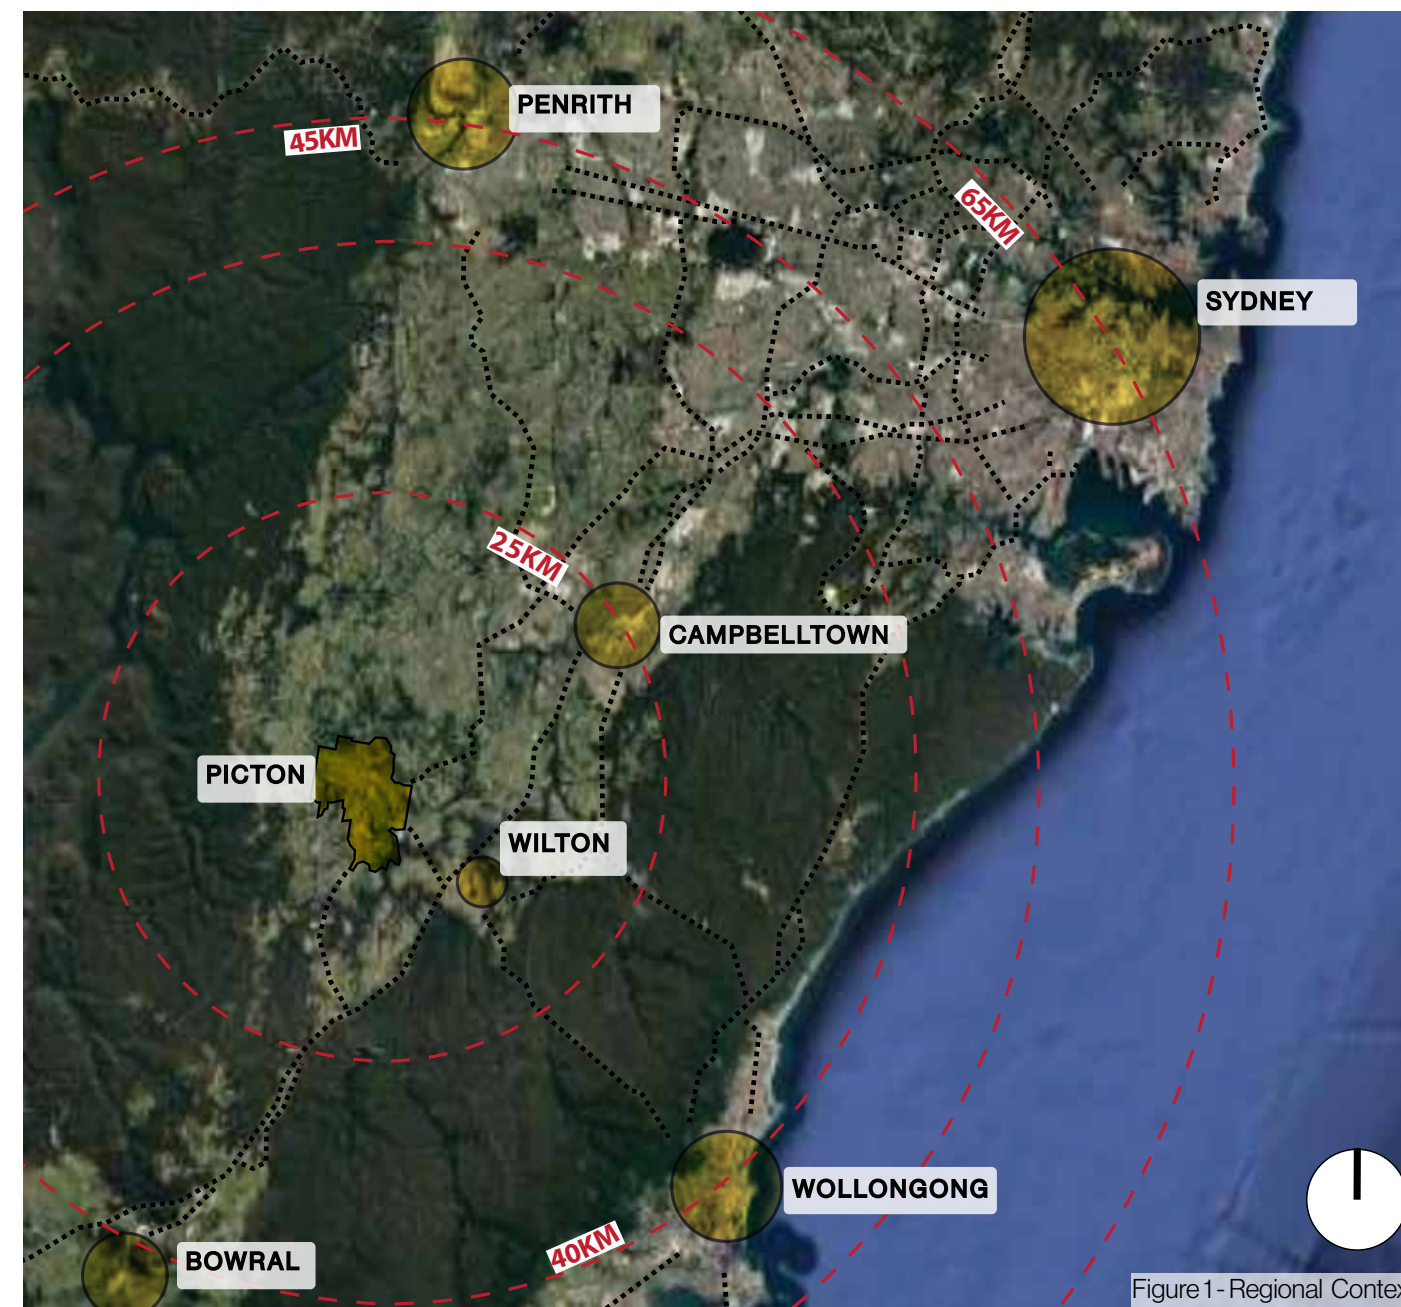 PENRITH
45KM
65KM
SYDNEY
25KM
CAMPBELLTOWN
PICTON
WILTON
WOLLONGONG
40KM
BOWRAL
Figure 1 - Regional Contex